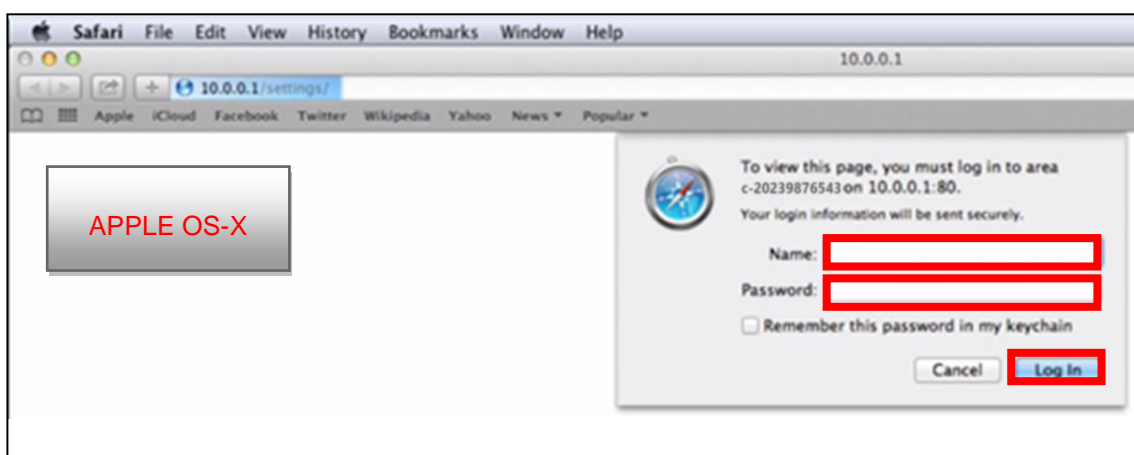 Safari File Edit View History Bookmarks Window Help
10.0.0.1
10.0.0.1/settings/
Apple iCloud Facebook Twitter Wikipedia Yahoo News Popular
APPLE OS-X
To view this page, you must log in to area
c-20239876543 on 10.0.0.1:80.
Your login information will be sent securely.
Name:
Password:
Remember this password in my keychain
Cancel Log In